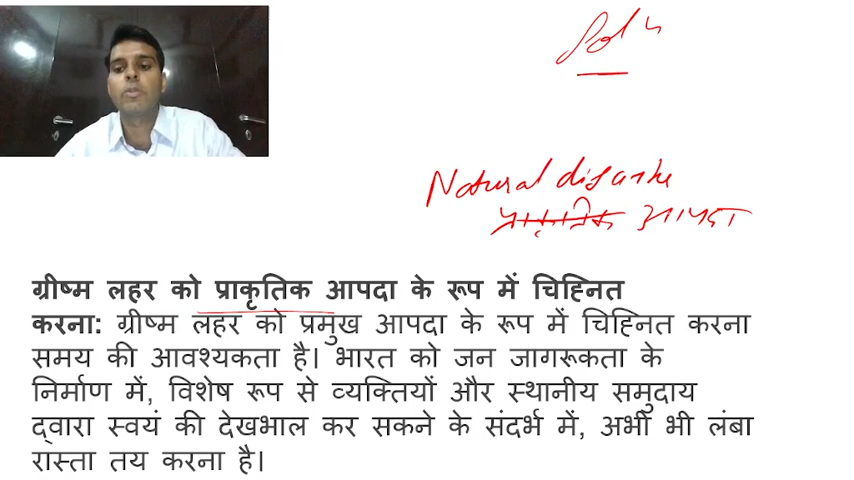 Natural disaster
प्राकृतिक आपदा
ग्रीष्म लहर को प्राकृतिक आपदा के रूप में चिह्नित
करना: ग्रीष्म लहर को प्रमुख आपदा के रूप में चिह्नित करना
समय की आवश्यकता है। भारत को जन जागरूकता के
निर्माण में, विशेष रूप से व्यक्तियों और स्थानीय समुदाय
द्वारा स्वयं की देखभाल कर सकने के संदर्भ में, अभी भी लंबा
रास्ता तय करना है।